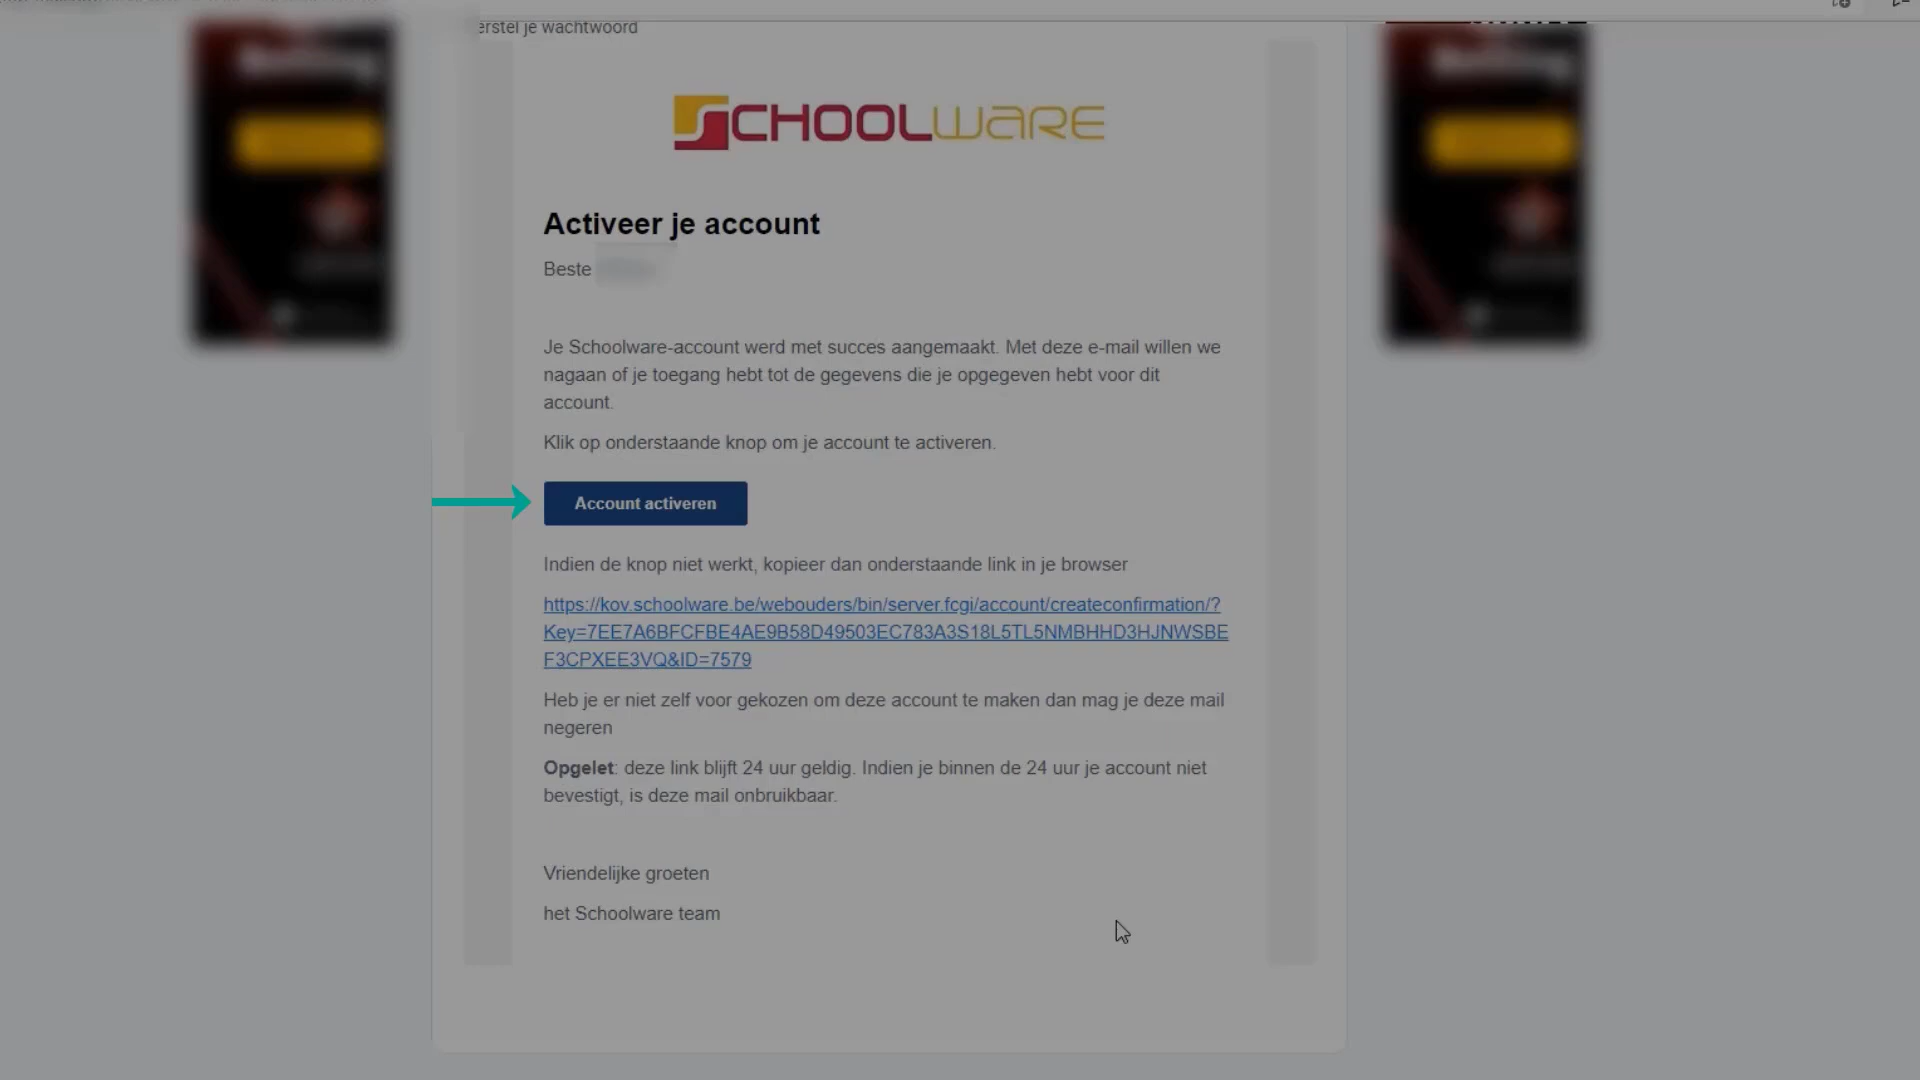 erstel je wachtwoord
SCHOOLWARE
Activeer je account
Beste
Je Schoolware-account werd met succes aangemaakt. Met deze e-mail willen we
nagaan of je toegang hebt tot de gegevens die je opgegeven hebt voor dit
account.
Klik op onderstaande knop om je account te activeren.
Account activeren
Indien de knop niet werkt, kopieer dan onderstaande link in je browser
https://kov.schoolware.be/webouders/bin/server.fcgi/account/createconfirmation/?
Key=7EE7A6BFCFBE4AE9B58D49503EC783A3S18L5TL5NMBHHD3HJNWSBE
F3CPXEE3VQ&ID=7579
Heb je er niet zelf voor gekozen om deze account te maken dan mag je deze mail
negeren
Opgelet: deze link blijft 24 uur geldig. Indien je binnen de 24 uur je account niet
bevestigt, is deze mail onbruikbaar.
Vriendelijke groeten
het Schoolware team